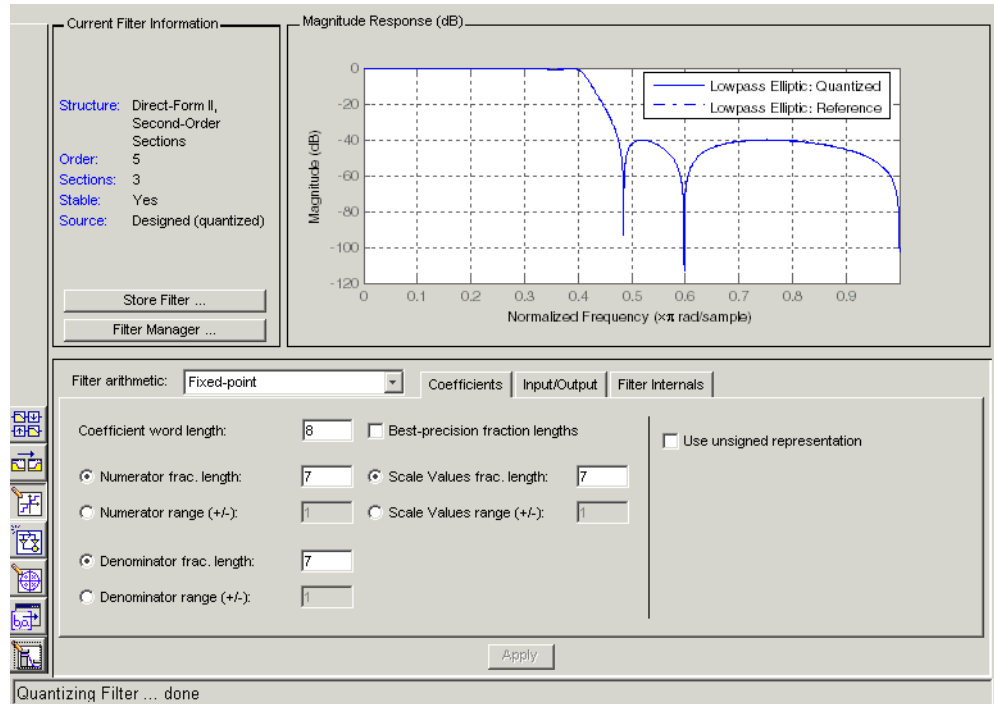 Current Filter Information
Structure: Direct-Form II,
Second-Order
Sections
Order: 5
Sections: 3
Stable: Yes
Source: Designed (quantized)
Store Filter ...
Filter Manager ...
Magnitude Response (dB)
Magnitude (dB)
0
-20
-40
-60
-80
-100
-120
Lowpass Elliptic: Quantized
Lowpass Elliptic: Reference
0 0.1 0.2 0.3 0.4 0.5 0.6 0.7 0.8 0.9
Normalized Frequency (×π rad/sample)
Filter arithmetic: Fixed-point
Coefficients Input/Output Filter Internals
Coefficient word length: 8 Best-precision fraction lengths
Use unsigned representation
Numerator frac. length: 7 Scale Values frac. length: 7
Numerator range (+/-): 1 Scale Values range (+/-): 1
Denominator frac. length: 7
Denominator range (+/-): 1
[b,a]
Apply
Quantizing Filter ... done